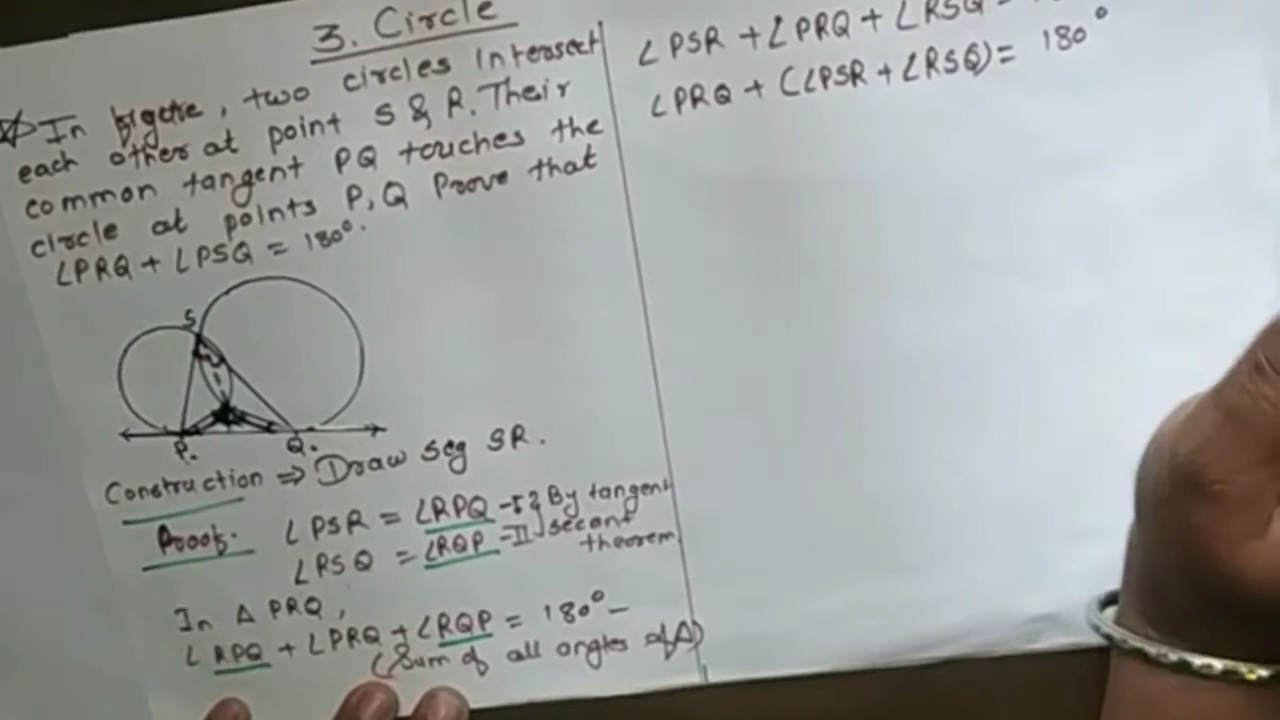 3. Circle
In figure, two circles intersect
each other at point S & R. Their
common tangent PQ touches the
circle at points P, Q Prove that
∠PRQ + ∠PSQ = 180°.
S
P.
Q.
Construction ⇒ Draw seg SR.
Proof:- ∠PSR = ∠RPQ -I } By tangent
∠RSQ = ∠RQP -II secant
theorem
In Δ PRQ,
∠RPQ + ∠PRQ + ∠RQP = 180° -
(Sum of all angles of Δ)
∠PSR + ∠PRQ + ∠RSQ =
∠PRQ + (∠PSR + ∠RSQ) = 180°